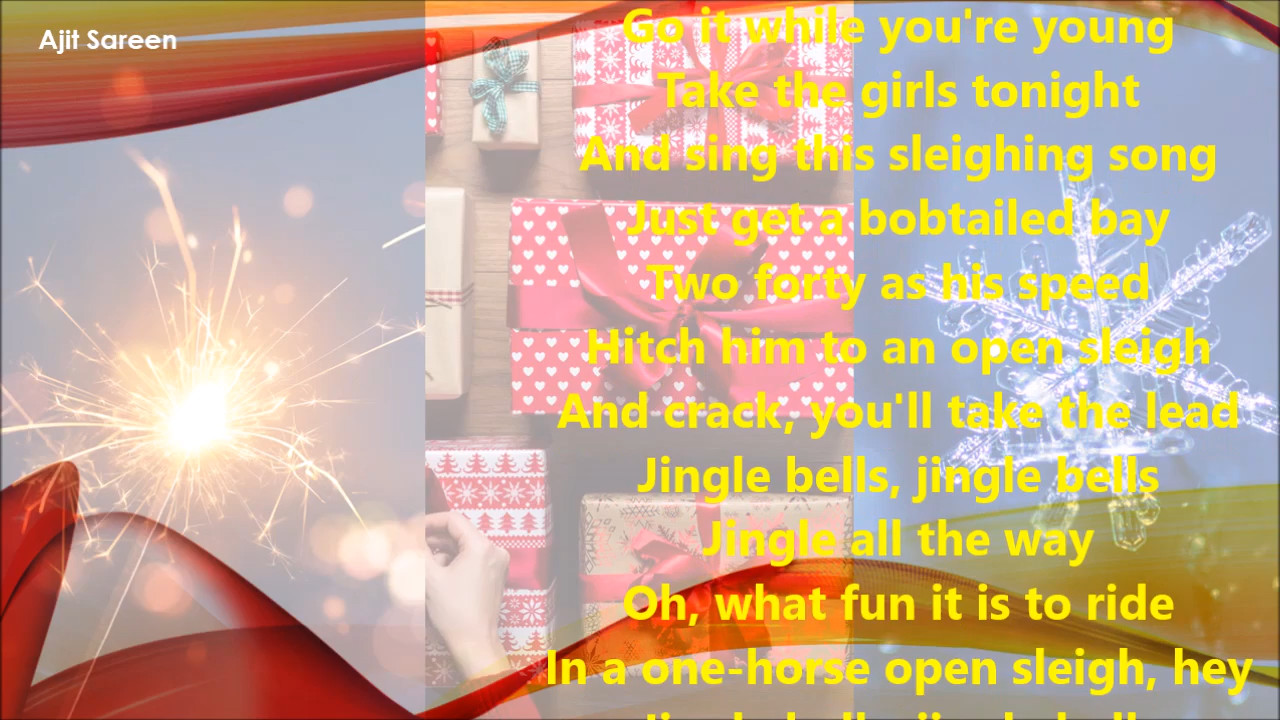 Ajit Sareen
Go it while you're young
Take the girls tonight
And sing this sleighing song
Just get a bobtailed bay
Two forty as his speed
Hitch him to an open sleigh
And crack, you'll take the lead
Jingle bells, jingle bells
Jingle all the way
Oh, what fun it is to ride
In a one-horse open sleigh, hey